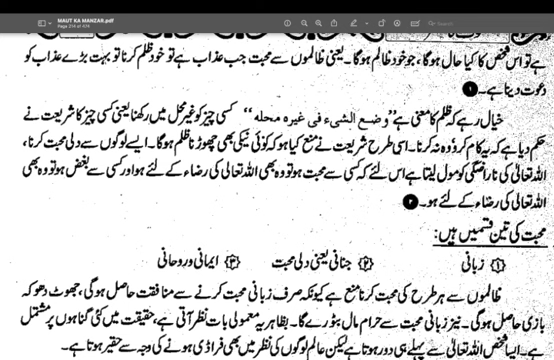 MAUT KA MANZAR.pdf
Page 216 of 429
Search
ہے تو اس شخص کا کیا حال ہوگا، جو خود ظالم ہوگا۔ یعنی ظالموں سے محبت جب عذاب ہے تو خود ظلم کرنا تو بہت بڑے عذاب کو
دعوت دینا ہے۔ ❶
خیال رہے کہ ظلم کا معنی ہے ”وضع الشیء فی غیرہ محلہ“ کسی چیز کو غیر محل میں رکھنا یعنی کسی چیز کا شریعت نے
حکم دیا ہے کہ یہ کام کرو وہ نہ کرنا۔ اسی طرح شریعت نے منع کیا ہو کہ کوئی نیکی بھی چھوڑنا ظلم ہوگا۔ ایسے لوگوں سے دلی محبت کرنا،
اللہ تعالیٰ کی ناراضگی کو مول لیتا ہے اس لئے کہ کسی سے محبت ہو تو وہ بھی اللہ تعالیٰ کی رضاء کے لئے ہو اور کسی سے بغض ہو تو وہ بھی
اللہ تعالیٰ کی رضاء کے لئے ہو۔ ❷
محبت کی تین قسمیں ہیں:
﴿۱﴾ زبانی ﴿۲﴾ جنانی یعنی دلی محبت ﴿۳﴾ ایمانی و روحانی
ظالموں سے ہر طرح کی محبت کرنا منع ہے کیونکہ صرف زبانی محبت کرنے سے منافقت حاصل ہوگی، جھوٹ دھوکہ
بازی حاصل ہوگی۔ نیز زبانی محبت سے حرام مال بٹورے گا۔ بظاہر یہ معمولی بات نظر آتی ہے، حقیقت میں کئی گناہوں پر مشتمل
ہے۔ ایسا شخص اللہ تعالیٰ سے پہلے ہی دور ہوتا ہے لیکن عالم لوگوں کی نظر میں بھی فراڈی ہونے کی وجہ سے حقیر ہوتا ہے۔